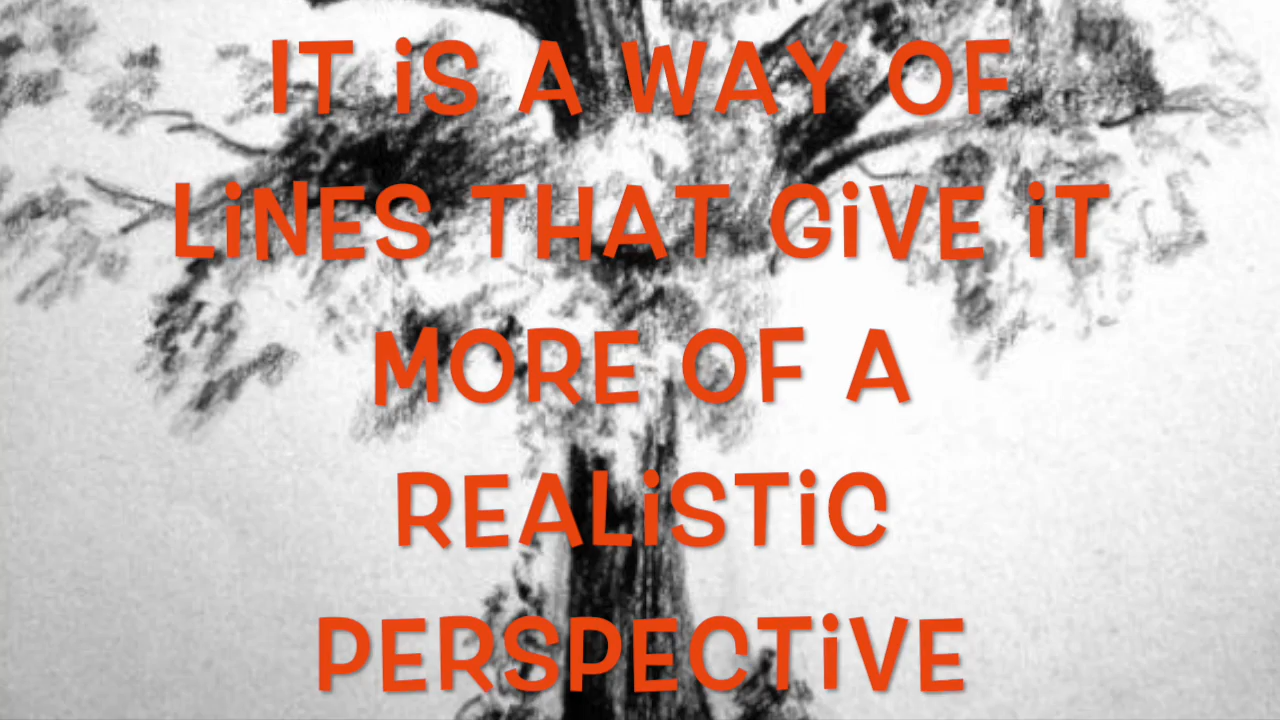 IT iS A WAY OF
LiNES THAT GiVE iT
MORE OF A
REALiSTiC
PERSPECTiVE